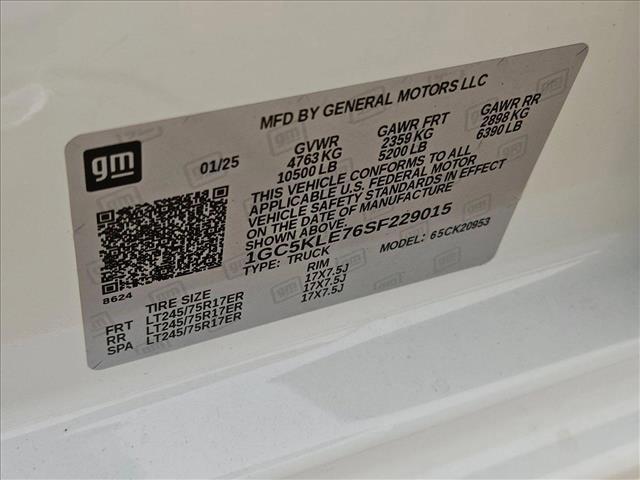 MFD BY GENERAL MOTORS LLC
gm
01/25
GVWR GAWR FRT GAWR RR
4763 KG 2359 KG 2898 KG
10500 LB 5200 LB 6390 LB
THIS VEHICLE CONFORMS TO ALL
APPLICABLE U.S. FEDERAL MOTOR
VEHICLE SAFETY STANDARDS IN EFFECT
ON THE DATE OF MANUFACTURE
SHOWN ABOVE.
1GC5KLE76SF229015
TYPE: TRUCK MODEL: 65CK20953
8624
TIRE SIZE RIM
FRT LT245/75R17ER 17X7.5J
RR LT245/75R17ER 17X7.5J
SPA LT245/75R17ER 17X7.5J